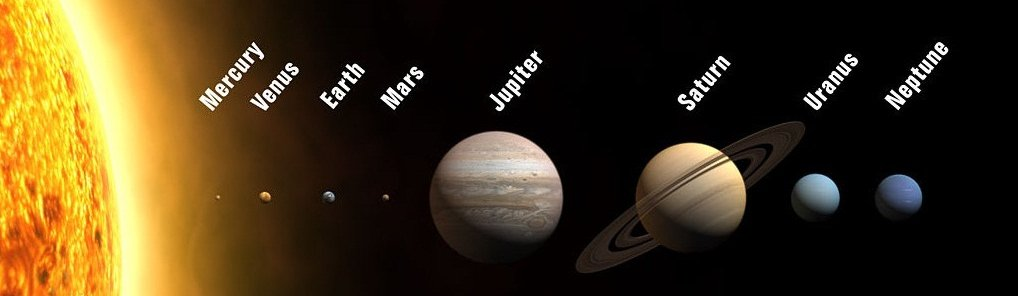 Mercury
Venus
Earth
Mars
Jupiter
Saturn
Uranus
Neptune